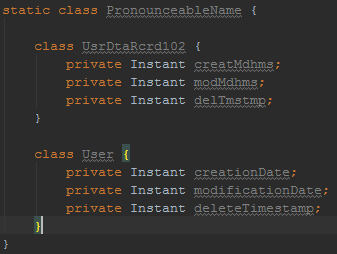 static class PronounceableName {
class UsrDtaRcrd102 {
private Instant creatMdhms;
private Instant modMdhms;
private Instant delTmstmp;
}
class User {
private Instant creationDate;
private Instant modificationDate;
private Instant deleteTimestamp;
}
}